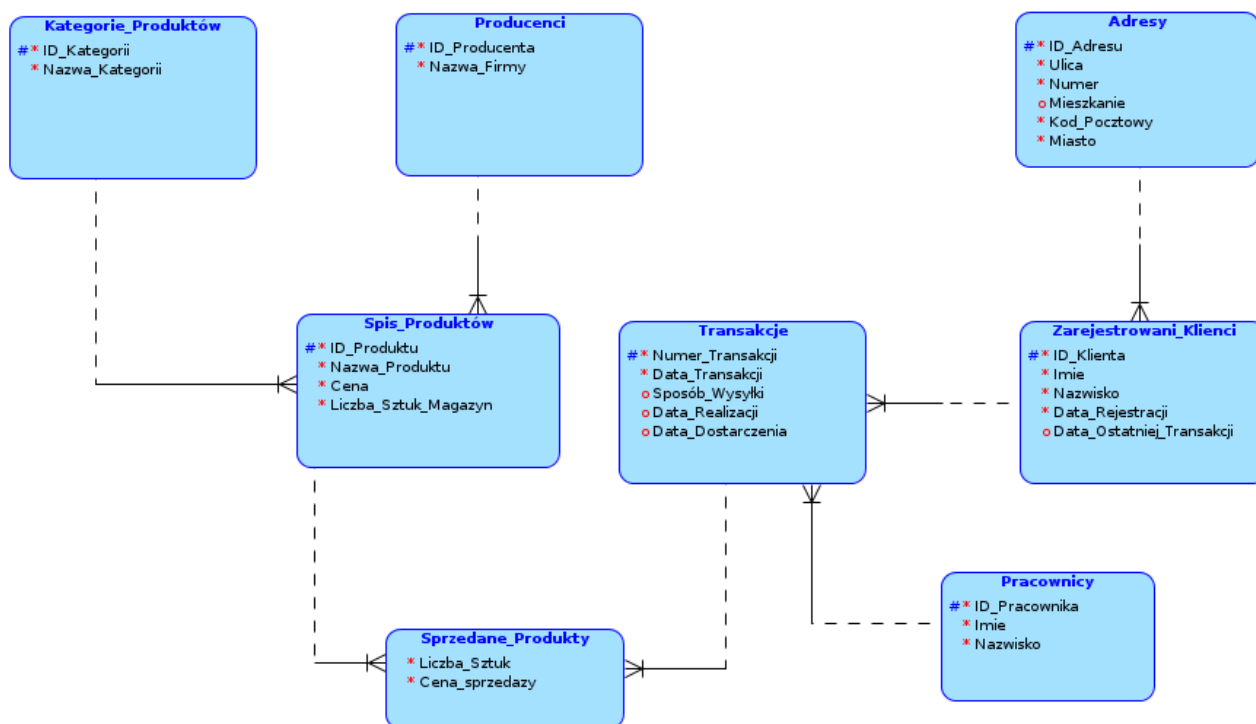 Kategorie_Produktów
#* ID_Kategorii
* Nazwa_Kategorii
Producenci
#* ID_Producenta
* Nazwa_Firmy
Adresy
#* ID_Adresu
* Ulica
* Numer
o Mieszkanie
* Kod_Pocztowy
* Miasto
Spis_Produktów
#* ID_Produktu
* Nazwa_Produktu
* Cena
* Liczba_Sztuk_Magazyn
Transakcje
#* Numer_Transakcji
* Data_Transakcji
o Sposób_Wysyłki
o Data_Realizacji
o Data_Dostarczenia
Zarejestrowani_Klienci
#* ID_Klienta
* Imie
* Nazwisko
* Data_Rejestracji
o Data_Ostatniej_Transakcji
Pracownicy
#* ID_Pracownika
* Imie
* Nazwisko
Sprzedane_Produkty
* Liczba_Sztuk
* Cena_sprzedazy